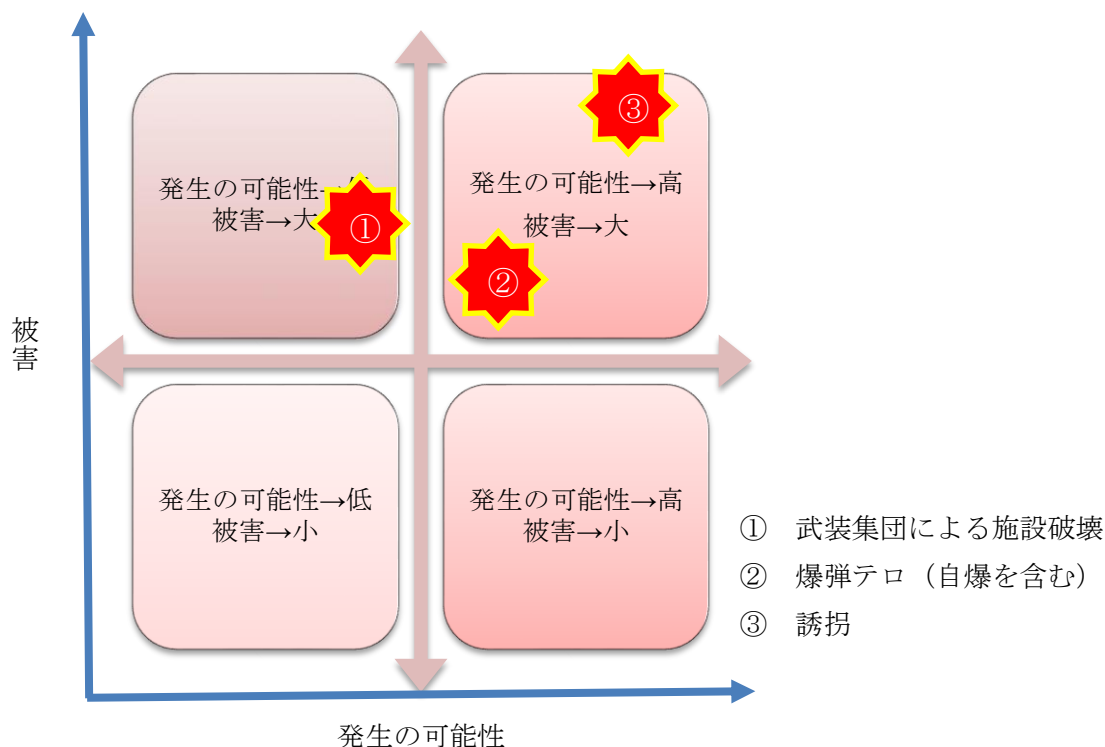 ③
発生の可能性→
被害→大
①
発生の可能性→高
被害→大
②
被害
発生の可能性→低
被害→小
発生の可能性→高
被害→小
① 武装集団による施設破壊
② 爆弾テロ（自爆を含む）
③ 誘拐
発生の可能性